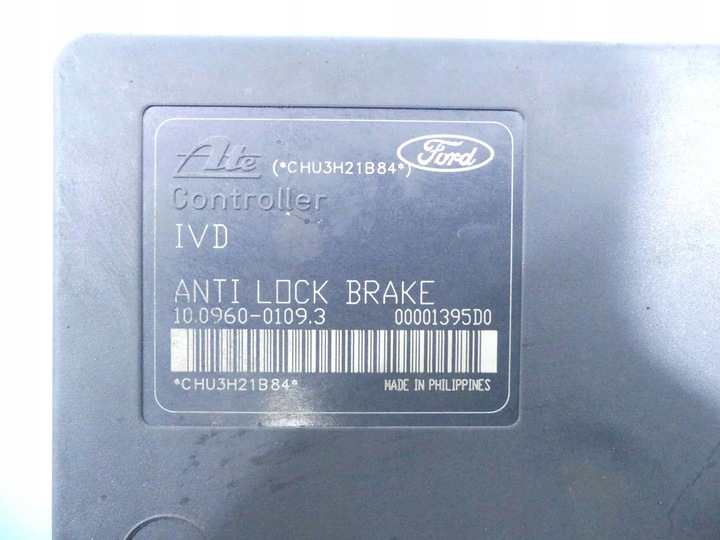 Ate (*CHU3H21B84*) Ford
Controller
IVD
ANTI LOCK BRAKE
10.0960-0109.3 00001395D0
*CHU3H21B84* MADE IN PHILIPPINES